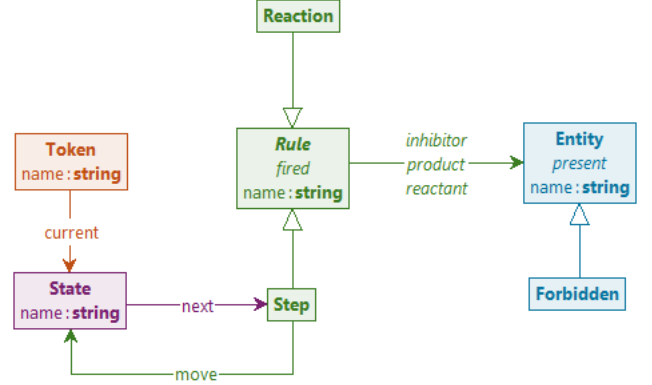 Reaction
Token
name:string
Rule
fired
name:string
inhibitor
product
reactant
Entity
present
name:string
current
State
name:string
next
Step
Forbidden
move